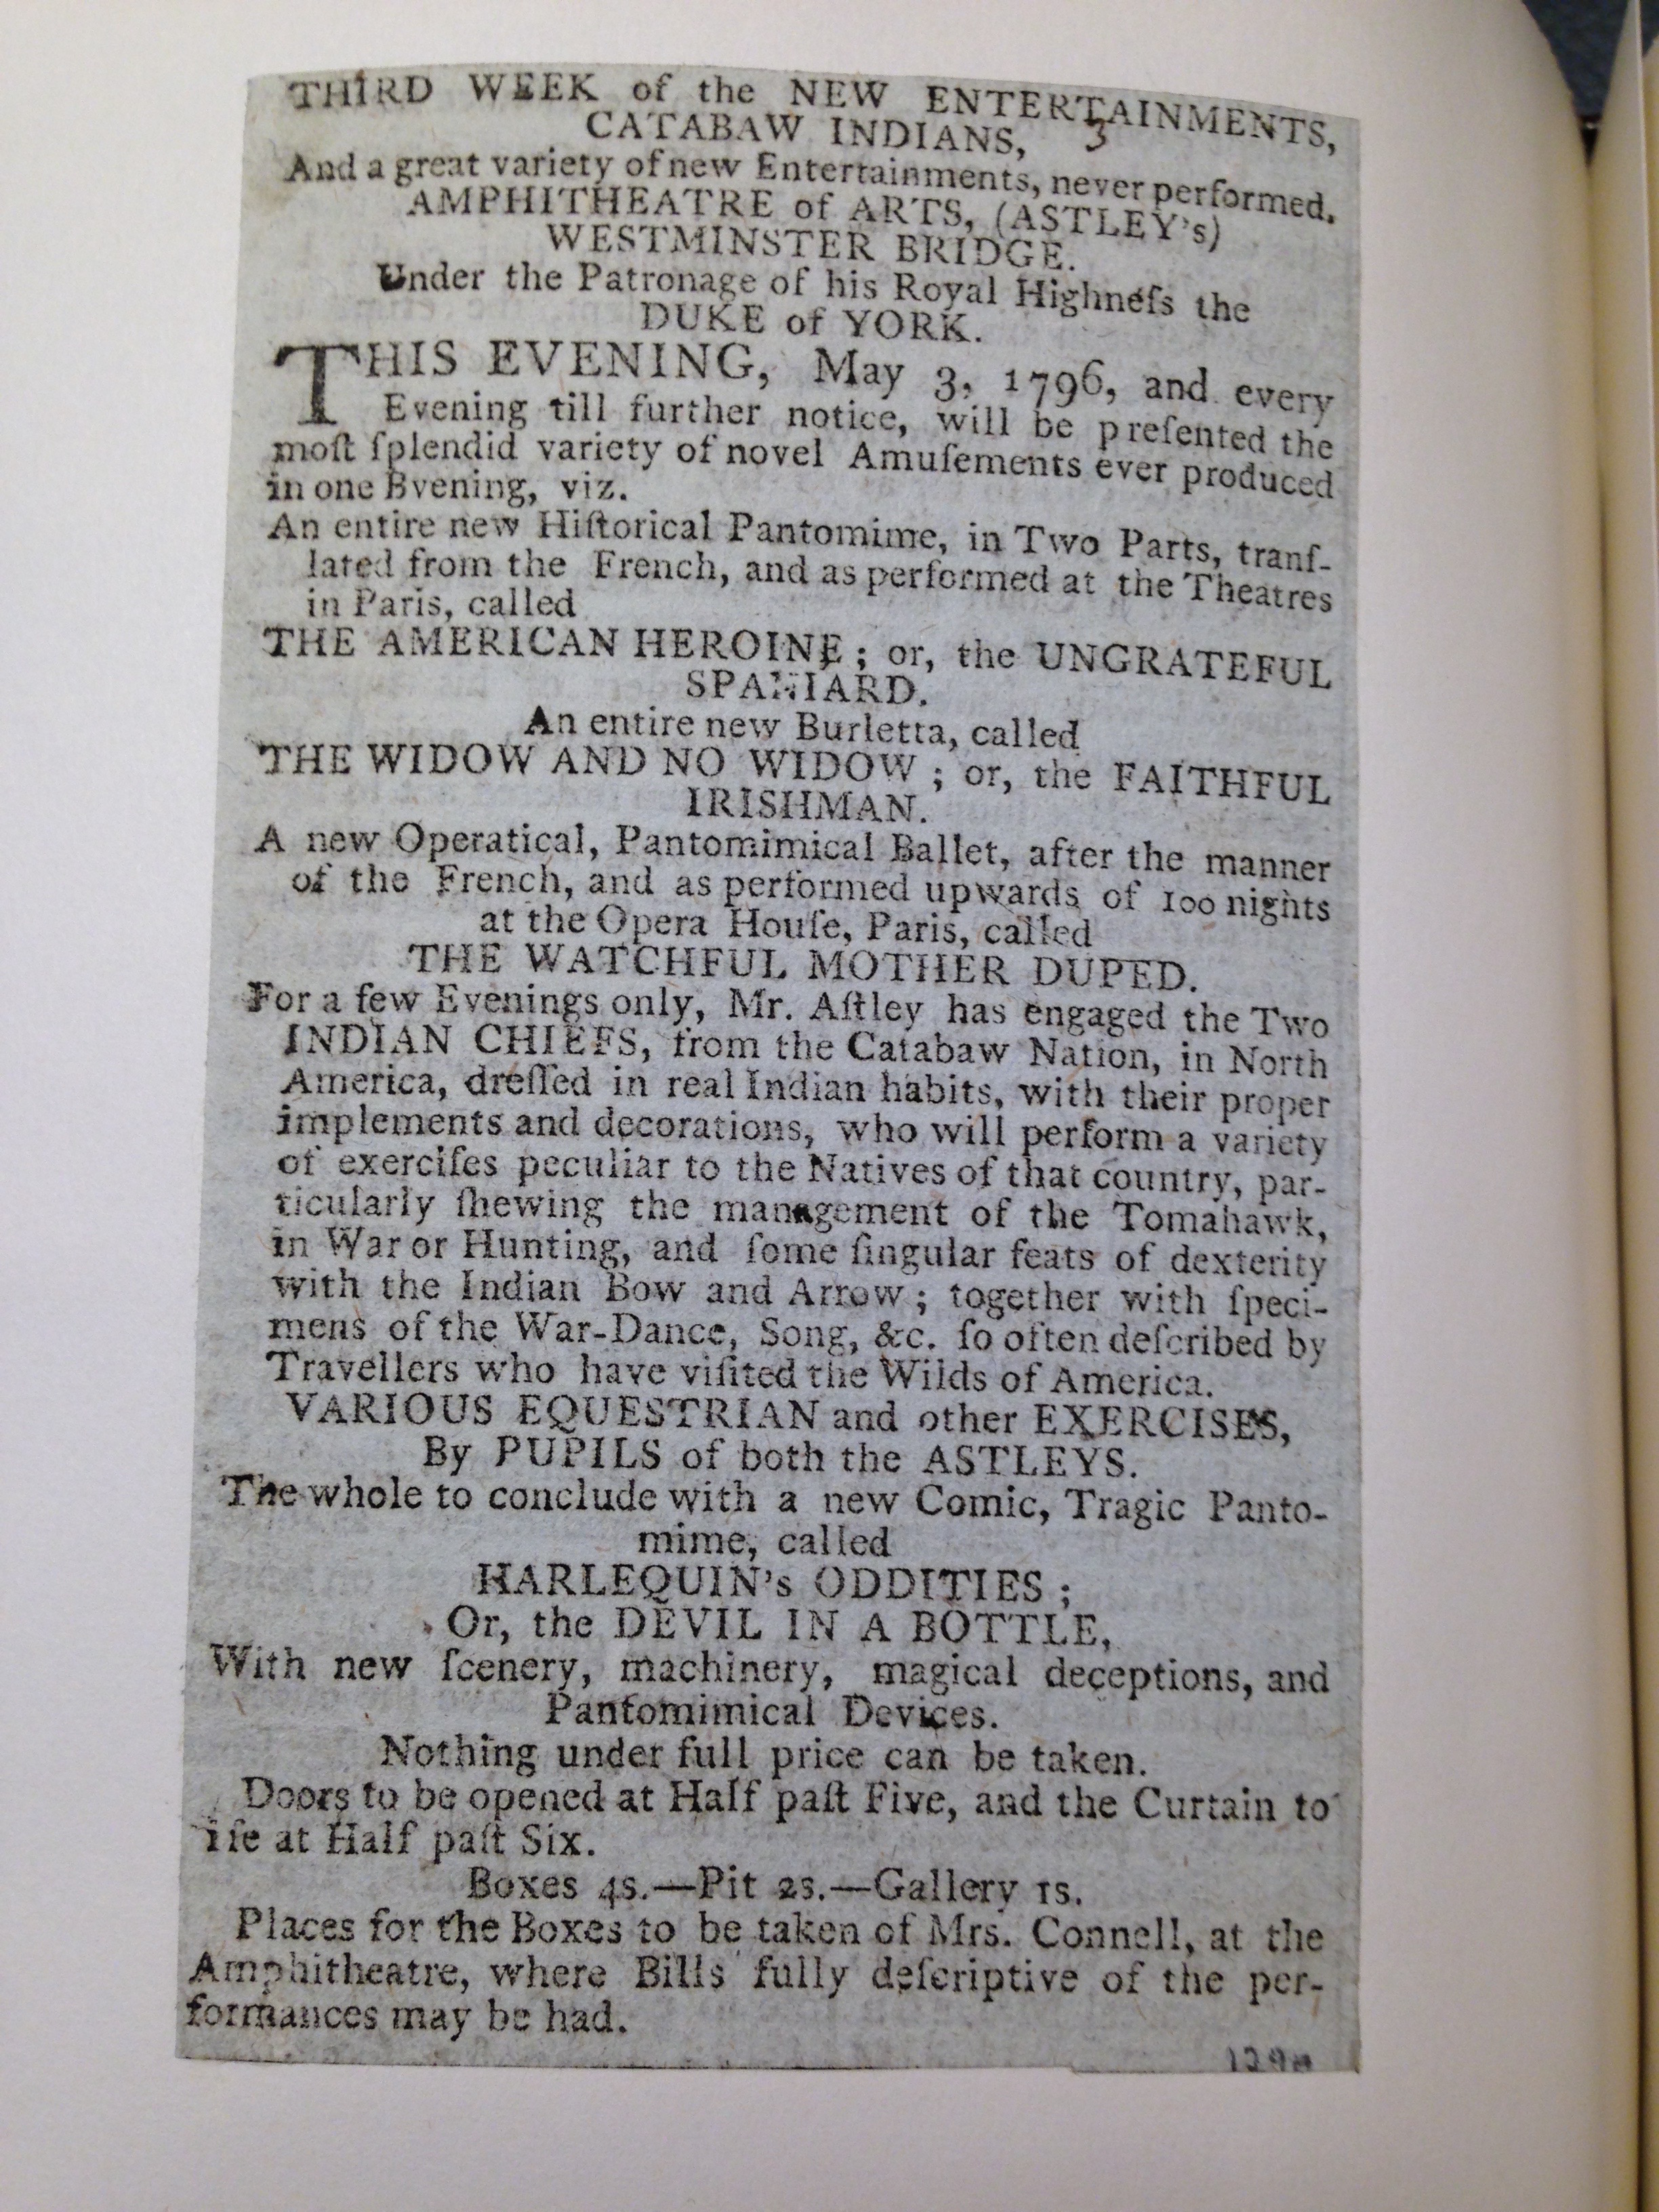 THIRD WEEK of the NEW ENTERTAINMENTS,
CATABAW INDIANS, 3
And a great variety of new Entertainments, never performed.
AMPHITHEATRE of ARTS, (ASTLEY's)
WESTMINSTER BRIDGE.
Under the Patronage of his Royal Highneſs the
DUKE of YORK.
THIS EVENING, May 3, 1796, and every
Evening till further notice, will be preſented the
moſt ſplendid variety of novel Amuſements ever produced
in one Bvening, viz.
An entire new Hiſtorical Pantomime, in Two Parts, tranſ-
lated from the French, and as performed at the Theatres
in Paris, called
THE AMERICAN HEROINE; or, the UNGRATEFUL
SPANIARD.
An entire new Burletta, called
THE WIDOW AND NO WIDOW; or, the FAITHFUL
IRISHMAN.
A new Operatical, Pantomimical Ballet, after the manner
of the French, and as performed upwards of 100 nights
at the Opera Houſe, Paris, called
THE WATCHFUL MOTHER DUPED.
For a few Evenings only, Mr. Aſtley has engaged the Two
INDIAN CHIEFS, from the Catabaw Nation, in North
America, dreſſed in real Indian habits, with their proper
implements and decorations, who will perform a variety
of exerciſes peculiar to the Natives of that country, par-
ticularly ſhewing the management of the Tomahawk,
in War or Hunting, and ſome ſingular feats of dexterity
with the Indian Bow and Arrow; together with ſpeci-
mens of the War-Dance, Song, &c. ſo often deſcribed by
Travellers who have viſited the Wilds of America.
VARIOUS EQUESTRIAN and other EXERCISES,
By PUPILS of both the ASTLEYS.
The whole to conclude with a new Comic, Tragic Panto-
mime, called
HARLEQUIN's ODDITIES;
Or, the DEVIL IN A BOTTLE,
With new ſcenery, machinery, magical deceptions, and
Pantomimical Devices.
Nothing under full price can be taken.
Doors to be opened at Half paſt Five, and the Curtain to
iſe at Half paſt Six.
Boxes 4s.—Pit 2s.—Gallery 1s.
Places for the Boxes to be taken of Mrs. Connell, at the
Amphitheatre, where Bills fully deſcriptive of the per-
formances may be had.